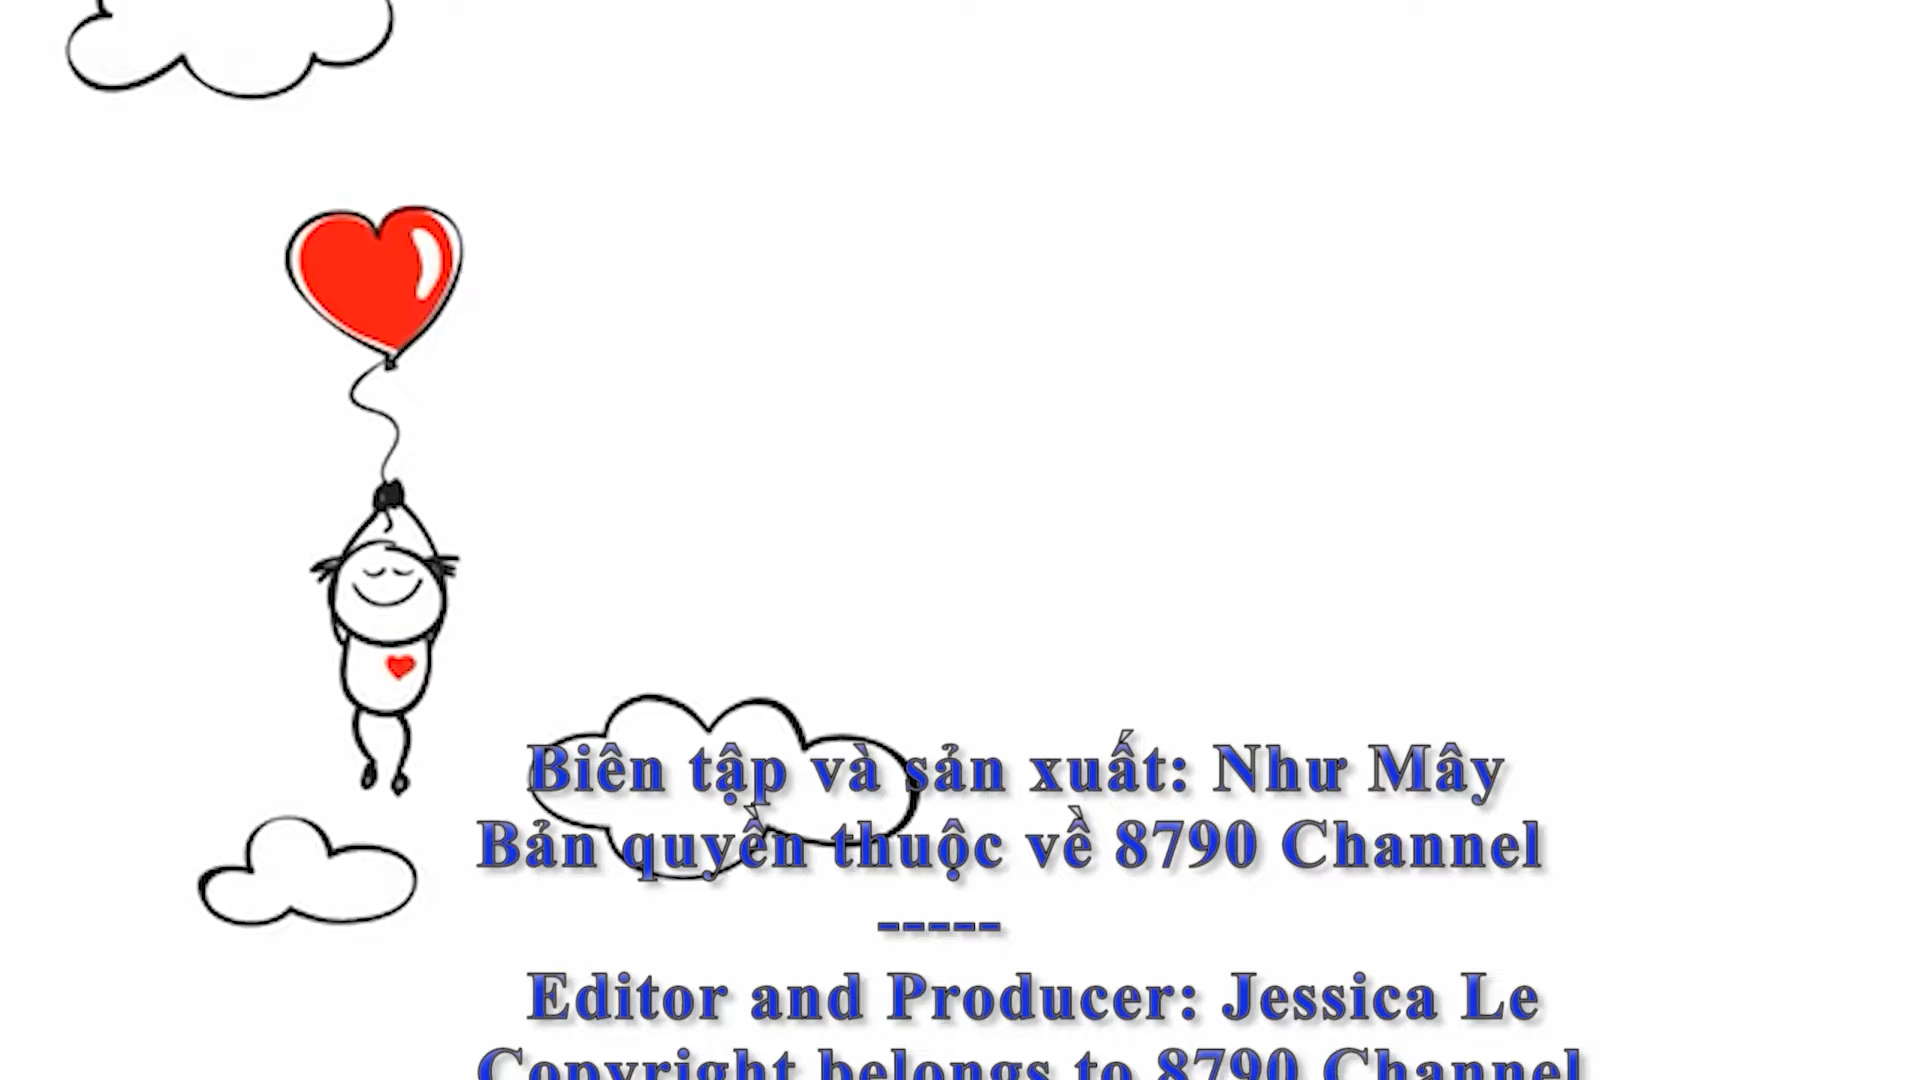 Biên tập và sản xuất: Như Mây
Bản quyền thuộc về 8790 Channel
-----
Editor and Producer: Jessica Le
Copyright belongs to 8790 Channel